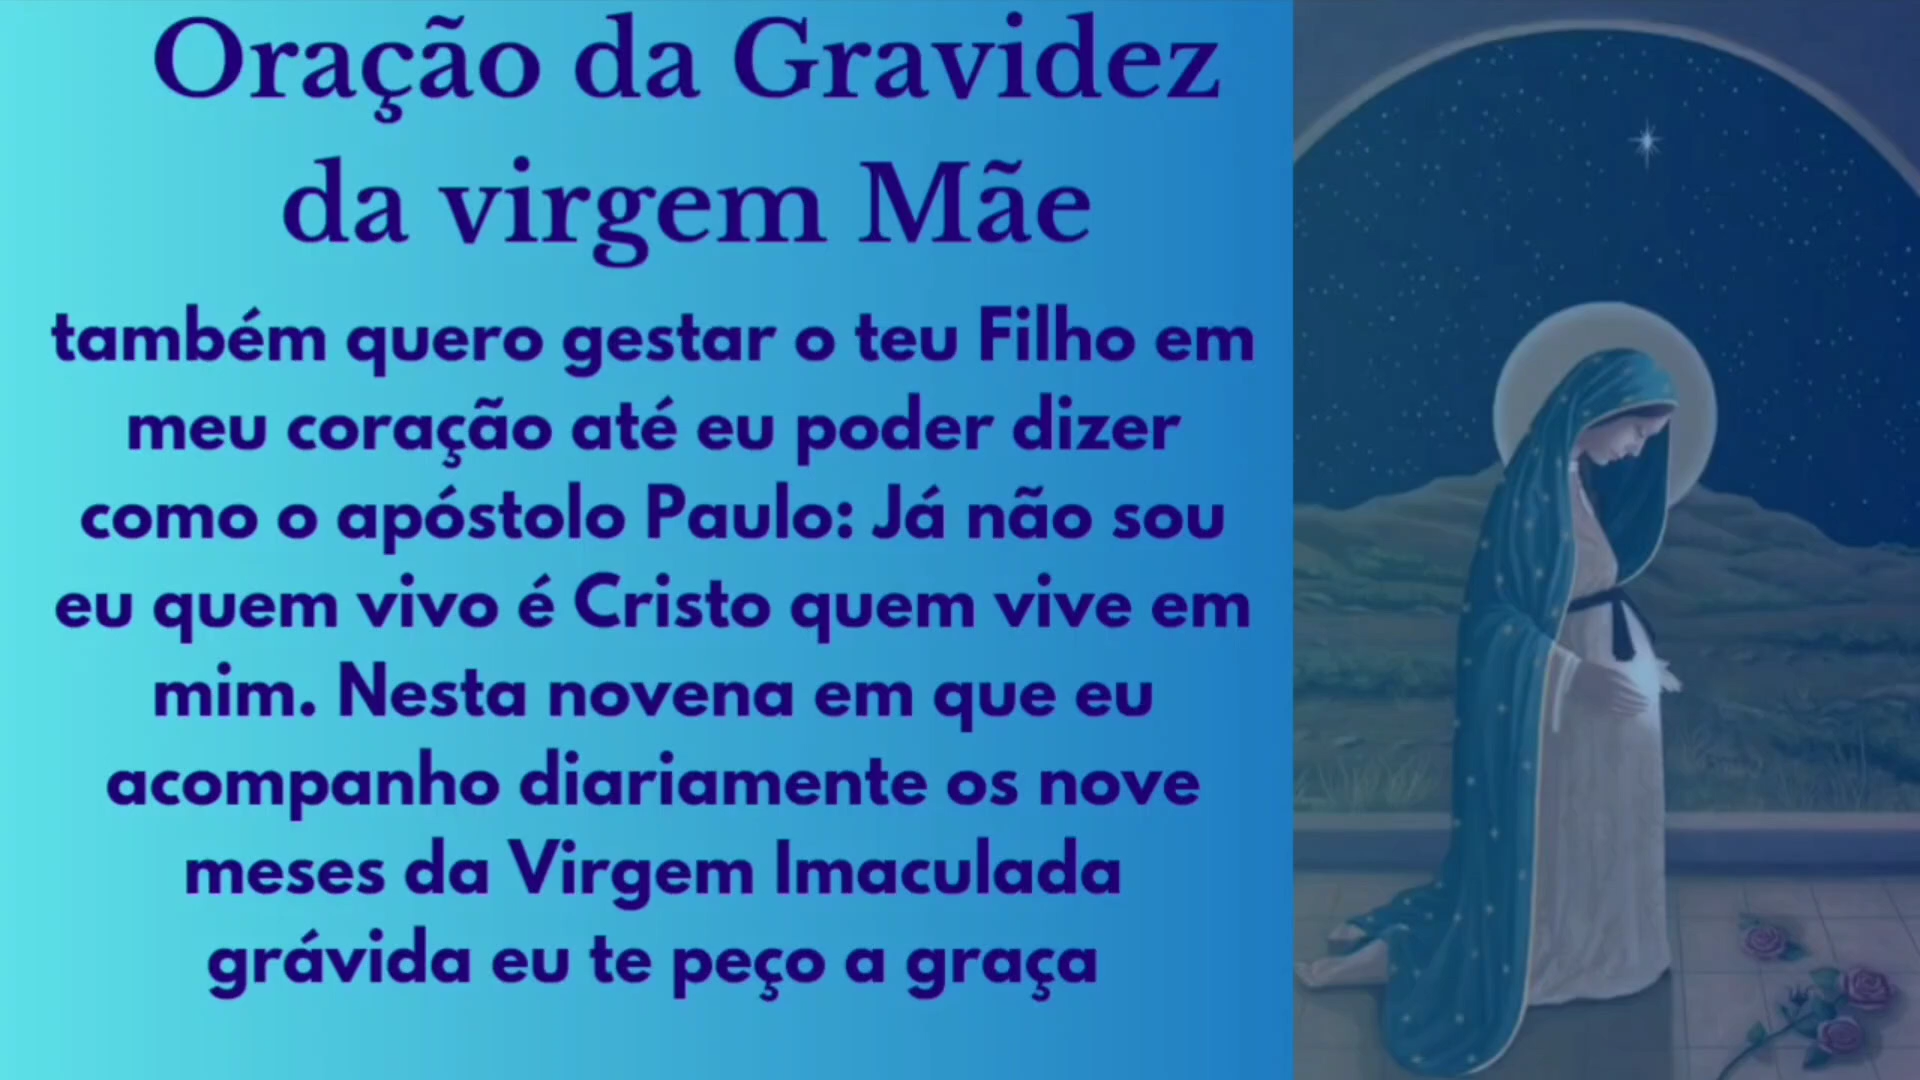 Oração da Gravidez
da virgem Mãe
também quero gestar o teu Filho em
meu coração até eu poder dizer
como o apóstolo Paulo: Já não sou
eu quem vivo é Cristo quem vive em
mim. Nesta novena em que eu
acompanho diariamente os nove
meses da Virgem Imaculada
grávida eu te peço a graça